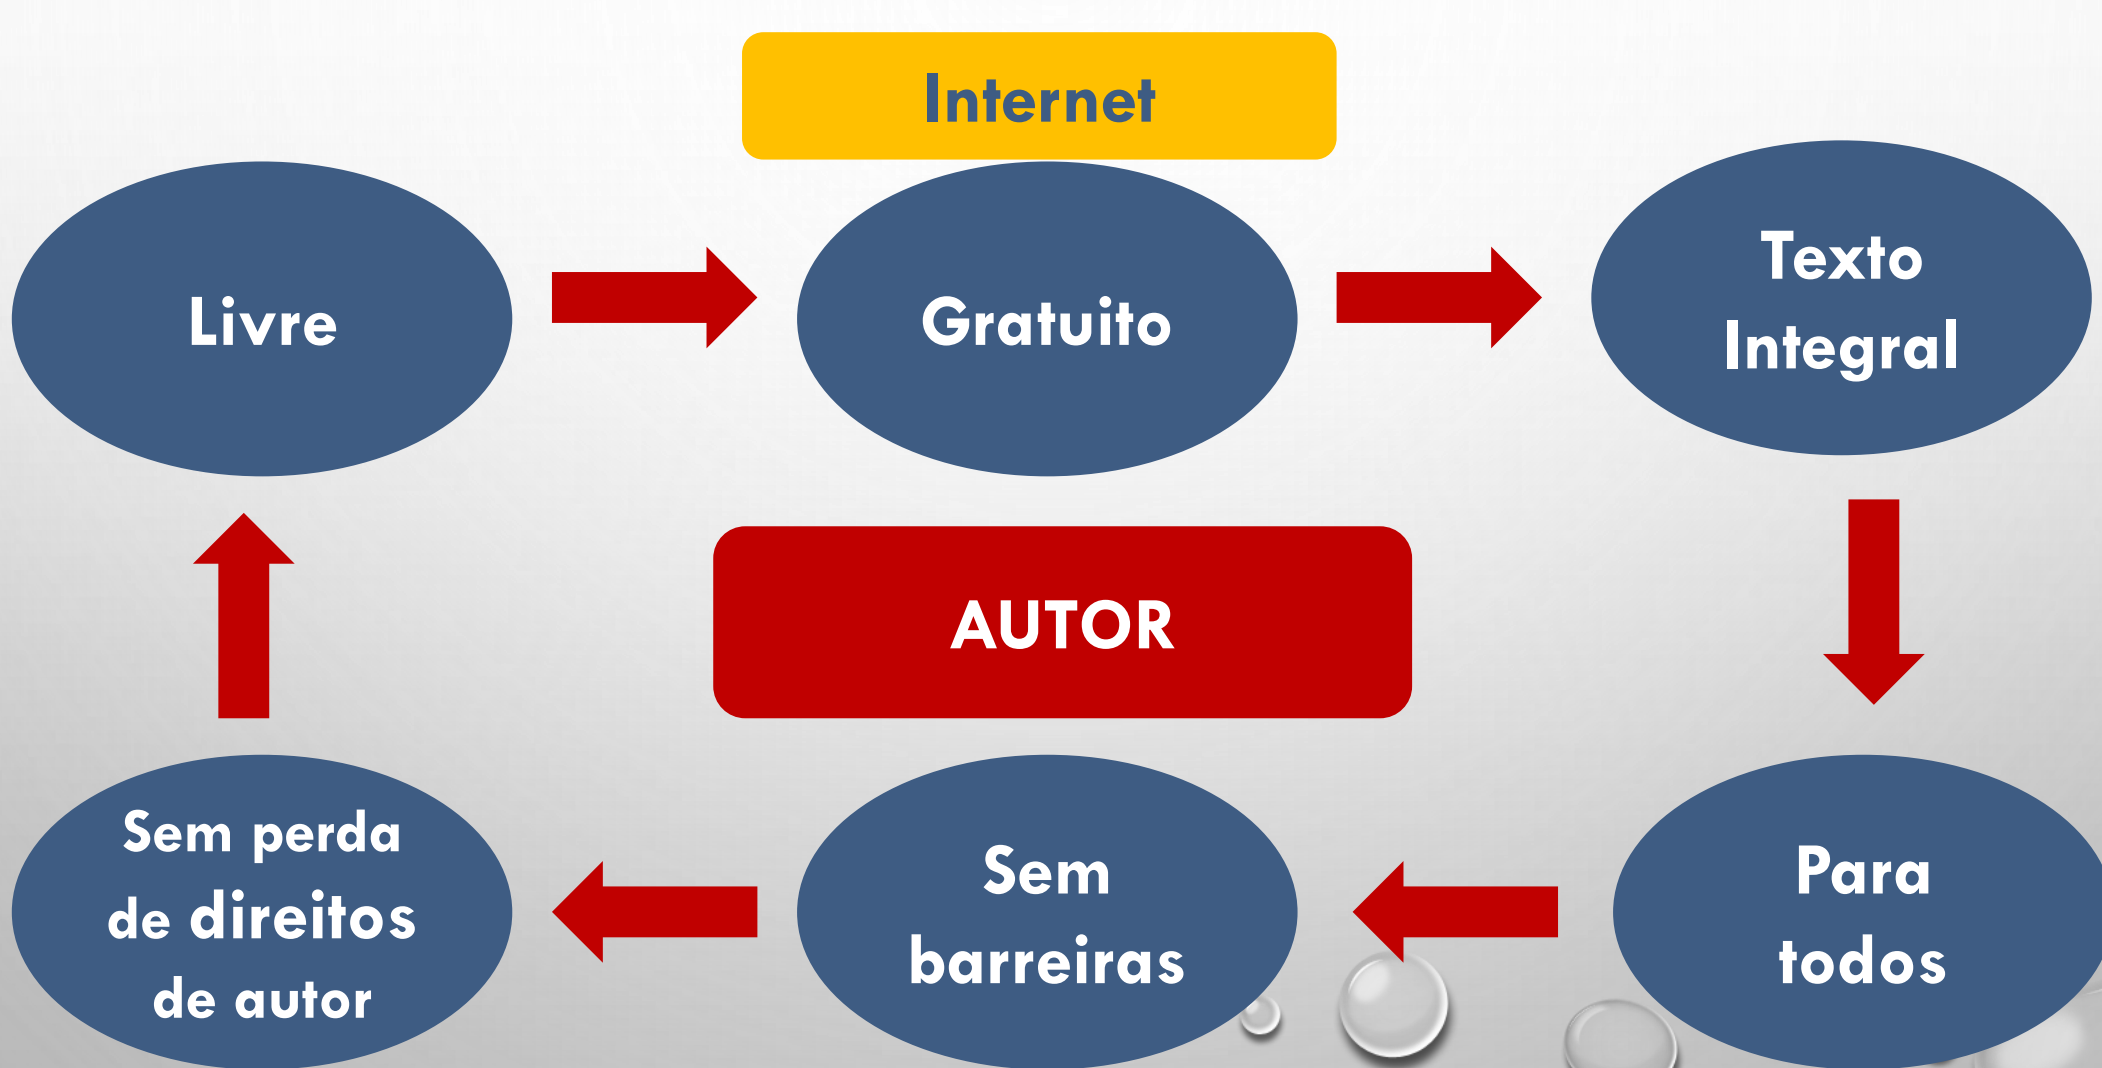 Internet
Livre
Gratuito
Texto
Integral
AUTOR
Sem perda
de direitos
de autor
Sem
barreiras
Para
todos